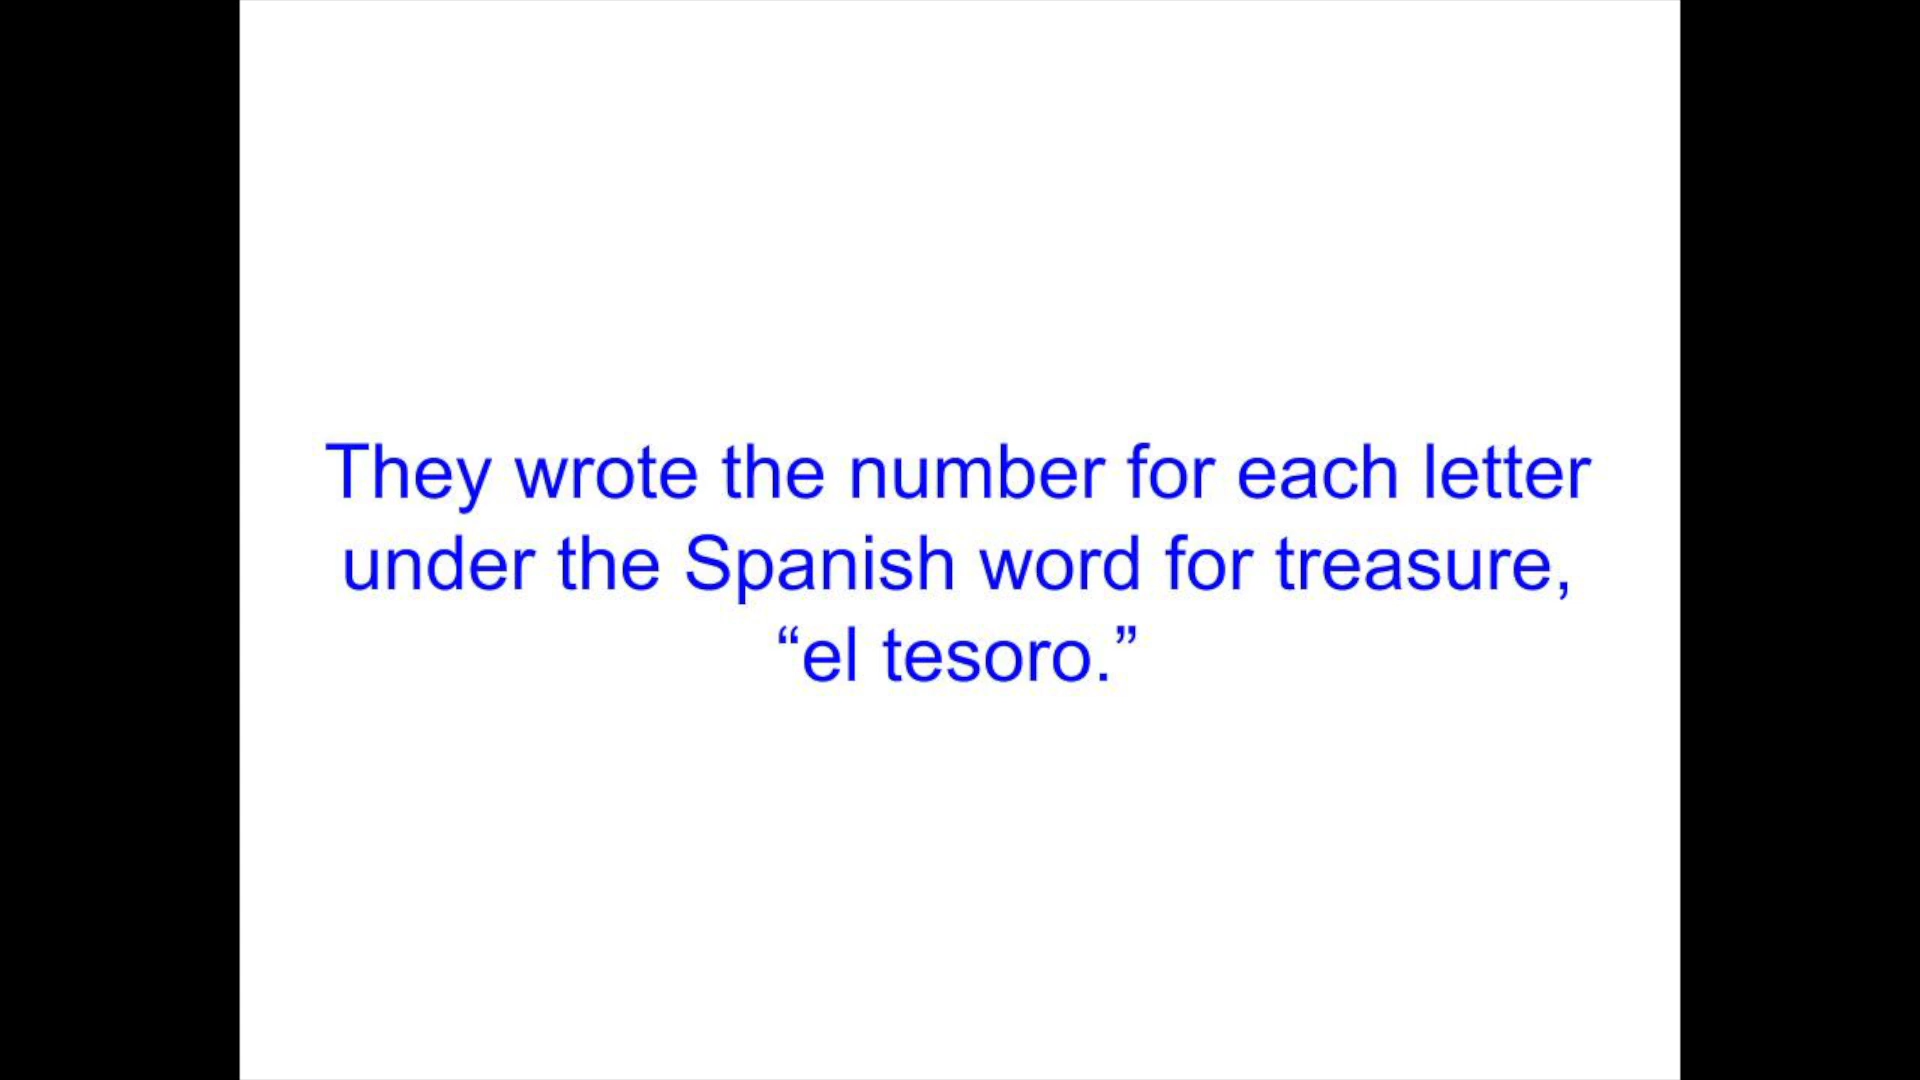 They wrote the number for each letter
under the Spanish word for treasure,
“el tesoro.”